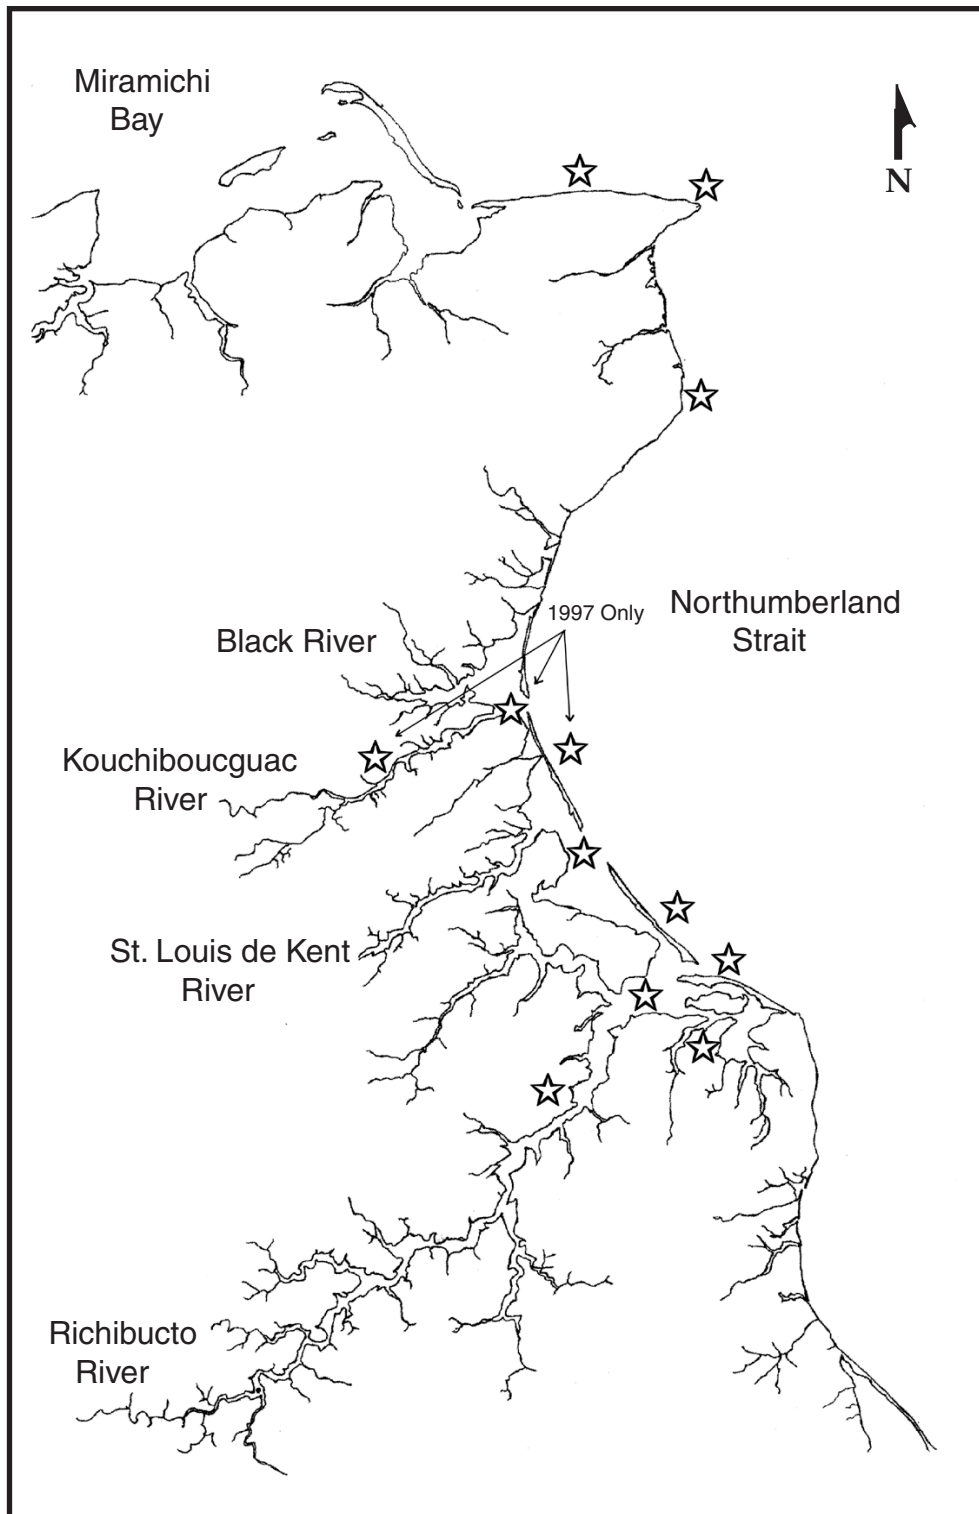 Miramichi
Bay
N
1997 Only
Northumberland
Strait
Black River
Kouchiboucguac
River
St. Louis de Kent
River
Richibucto
River